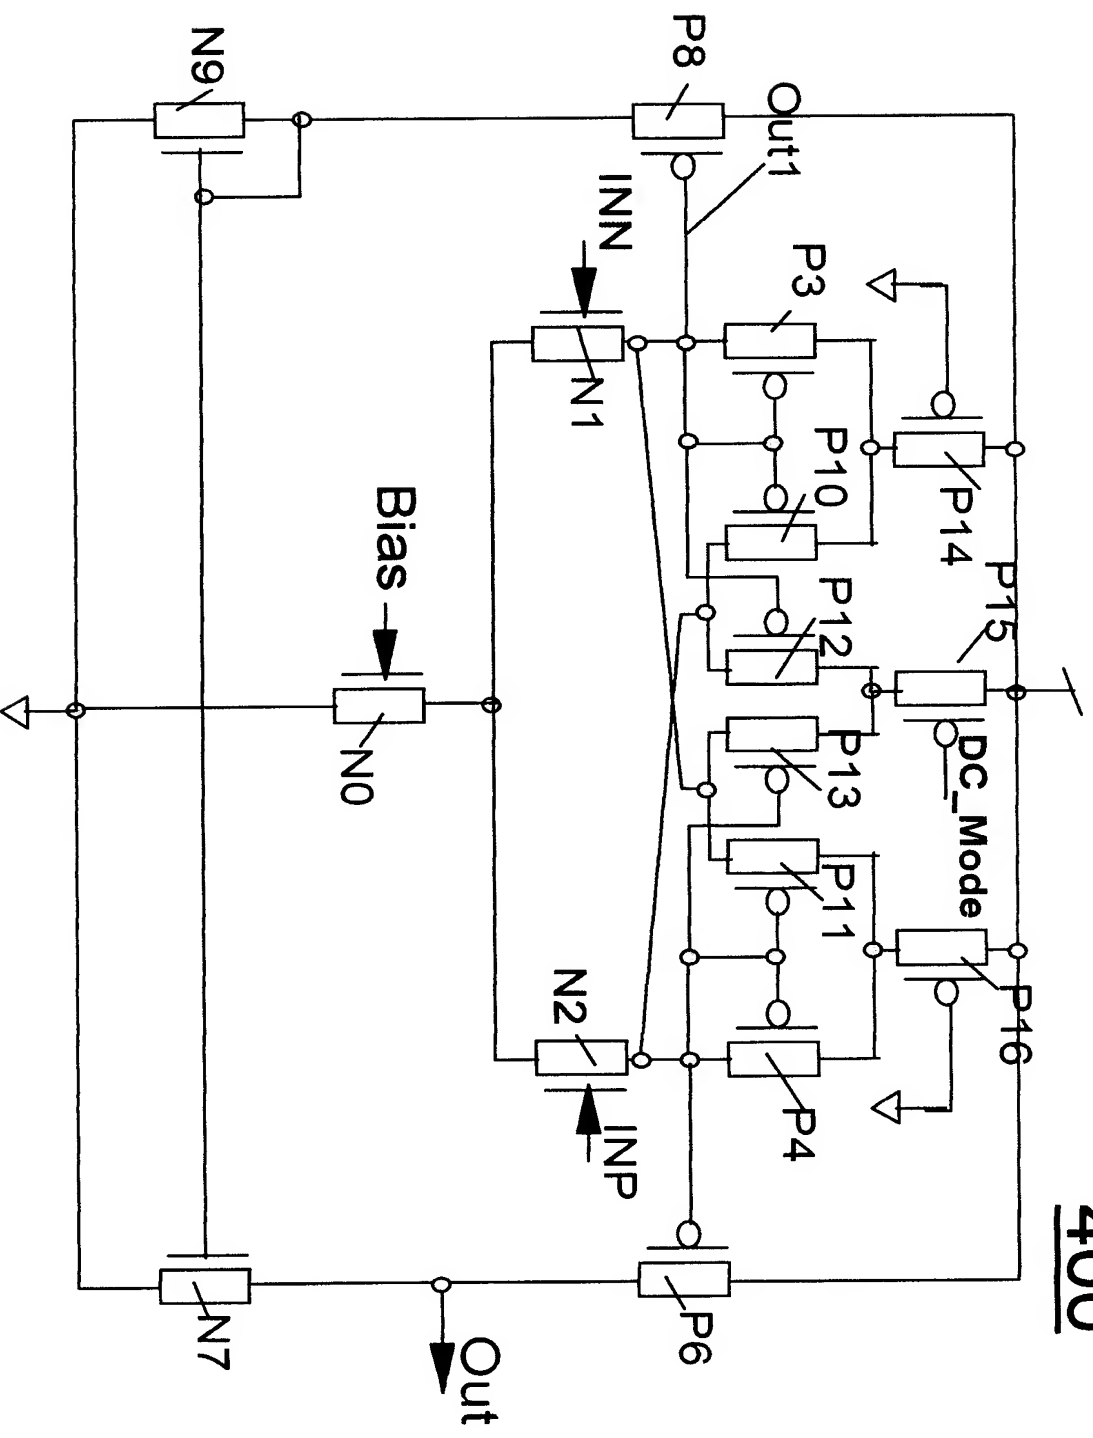 400
P14
P15
DC_Mode
P16
P3
P10
P12
P13
P11
P4
P8
Out1
P6
INN
N1
N2
INP
Bias
N0
Out
N9
N7